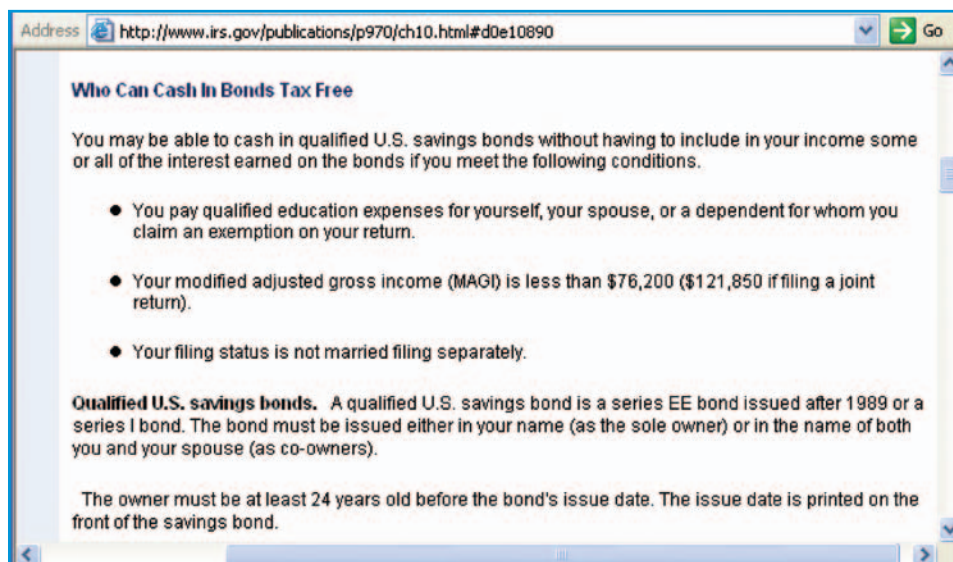 Address http://www.irs.gov/publications/p970/ch10.html#d0e10890 Go
Who Can Cash In Bonds Tax Free
You may be able to cash in qualified U.S. savings bonds without having to include in your income some
or all of the interest earned on the bonds if you meet the following conditions.
● You pay qualified education expenses for yourself, your spouse, or a dependent for whom you
claim an exemption on your return.
● Your modified adjusted gross income (MAGI) is less than $76,200 ($121,850 if filing a joint
return).
● Your filing status is not married filing separately.
Qualified U.S. savings bonds. A qualified U.S. savings bond is a series EE bond issued after 1989 or a
series I bond. The bond must be issued either in your name (as the sole owner) or in the name of both
you and your spouse (as co-owners).
The owner must be at least 24 years old before the bond's issue date. The issue date is printed on the
front of the savings bond.